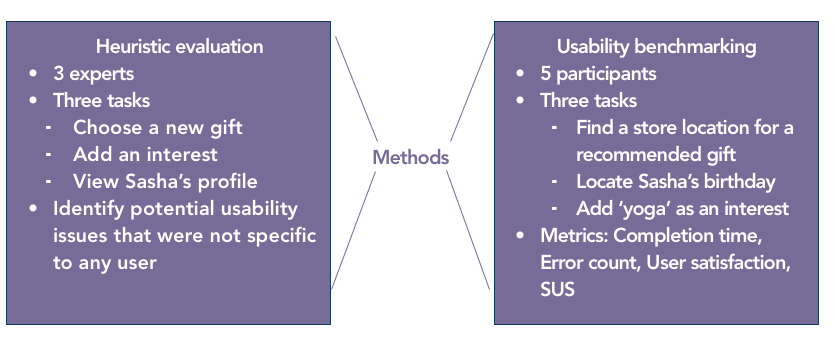 Heuristic evaluation
• 3 experts
• Three tasks
- Choose a new gift
- Add an interest
- View Sasha’s profile
• Identify potential usability
issues that were not specific
to any user
Methods
Usability benchmarking
• 5 participants
• Three tasks
- Find a store location for a
recommended gift
- Locate Sasha’s birthday
- Add ‘yoga’ as an interest
• Metrics: Completion time,
Error count, User satisfaction,
SUS